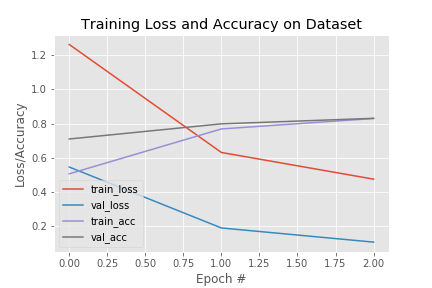 Training Loss and Accuracy on Dataset
Loss/Accuracy
1.2
1.0
0.8
0.6
0.4
0.2
train_loss
val_loss
train_acc
val_acc
0.00 0.25 0.50 0.75 1.00 1.25 1.50 1.75 2.00
Epoch #